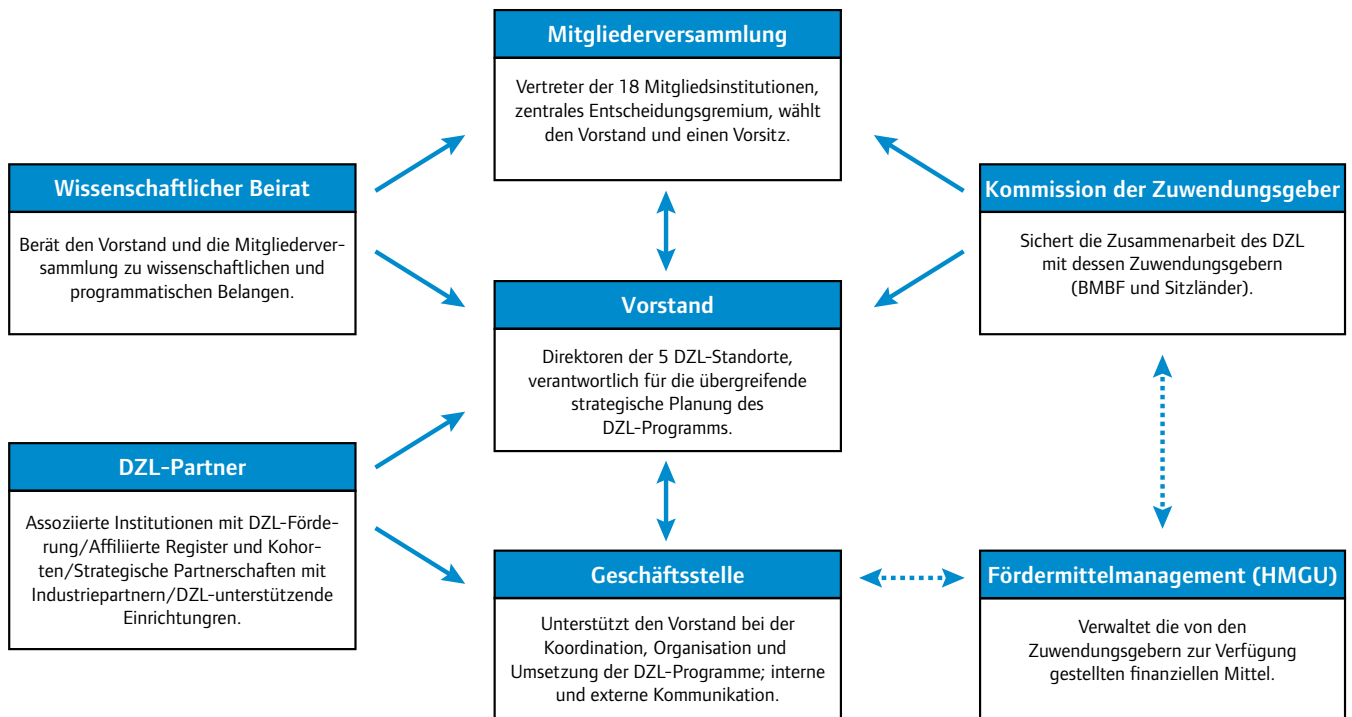 Mitgliederversammlung
Vertreter der 18 Mitgliedsinstitutionen,
zentrales Entscheidungsgremium, wählt
den Vorstand und einen Vorsitz.
Wissenschaftlicher Beirat
Berät den Vorstand und die Mitgliederver-
sammlung zu wissenschaftlichen und
programmatischen Belangen.
Kommission der Zuwendungsgeber
Sichert die Zusammenarbeit des DZL
mit dessen Zuwendungsgebern
(BMBF und Sitzländer).
Vorstand
Direktoren der 5 DZL-Standorte,
verantwortlich für die übergreifende
strategische Planung des
DZL-Programms.
DZL-Partner
Assoziierte Institutionen mit DZL-Förde-
rung/Affiliierte Register und Kohor-
ten/Strategische Partnerschaften mit
Industriepartnern/DZL-unterstützende
Einrichtungren.
Geschäftsstelle
Unterstützt den Vorstand bei der
Koordination, Organisation und
Umsetzung der DZL-Programme; interne
und externe Kommunikation.
Fördermittelmanagement (HMGU)
Verwaltet die von den
Zuwendungsgebern zur Verfügung
gestellten finanziellen Mittel.